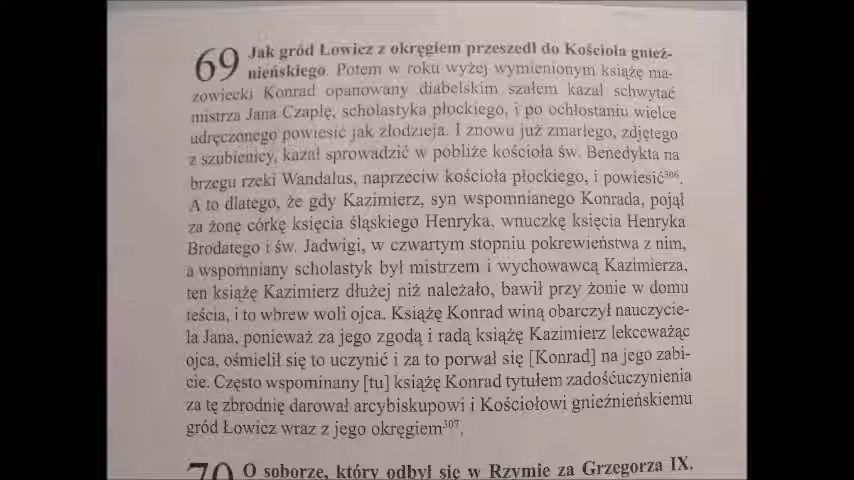 69 Jak gród Łowicz z okręgiem przeszedł do Kościoła gnieź-
nieńskiego. Potem w roku wyżej wymienionym książę ma-
zowiecki Konrad opanowany diabelskim szałem kazał schwytać
mistrza Jana Czaplę, scholastyka płockiego, i po ochłostaniu wielce
udręczonego powiesić jak złodzieja. I znowu już zmarłego, zdjętego
z szubienicy, kazał sprowadzić w pobliże kościoła św. Benedykta na
brzegu rzeki Wandalus, naprzeciw kościoła płockiego, i powiesić³⁰⁶.
A to dlatego, że gdy Kazimierz, syn wspomnianego Konrada, pojął
za żonę córkę księcia śląskiego Henryka, wnuczkę księcia Henryka
Brodatego i św. Jadwigi, w czwartym stopniu pokrewieństwa z nim,
a wspomniany scholastyk był mistrzem i wychowawcą Kazimierza,
ten książę Kazimierz dłużej niż należało, bawił przy żonie w domu
teścia, i to wbrew woli ojca. Książę Konrad winą obarczył nauczycie-
la Jana, ponieważ za jego zgodą i radą książę Kazimierz lekceważąc
ojca, ośmielił się to uczynić i za to porwał się [Konrad] na jego zabi-
cie. Często wspominany [tu] książę Konrad tytułem zadośćuczynienia
za tę zbrodnię darował arcybiskupowi i Kościołowi gnieźnieńskiemu
gród Łowicz wraz z jego okręgiem³⁰⁷.
70 O soborze, który odbył się w Rzymie za Grzegorza IX.